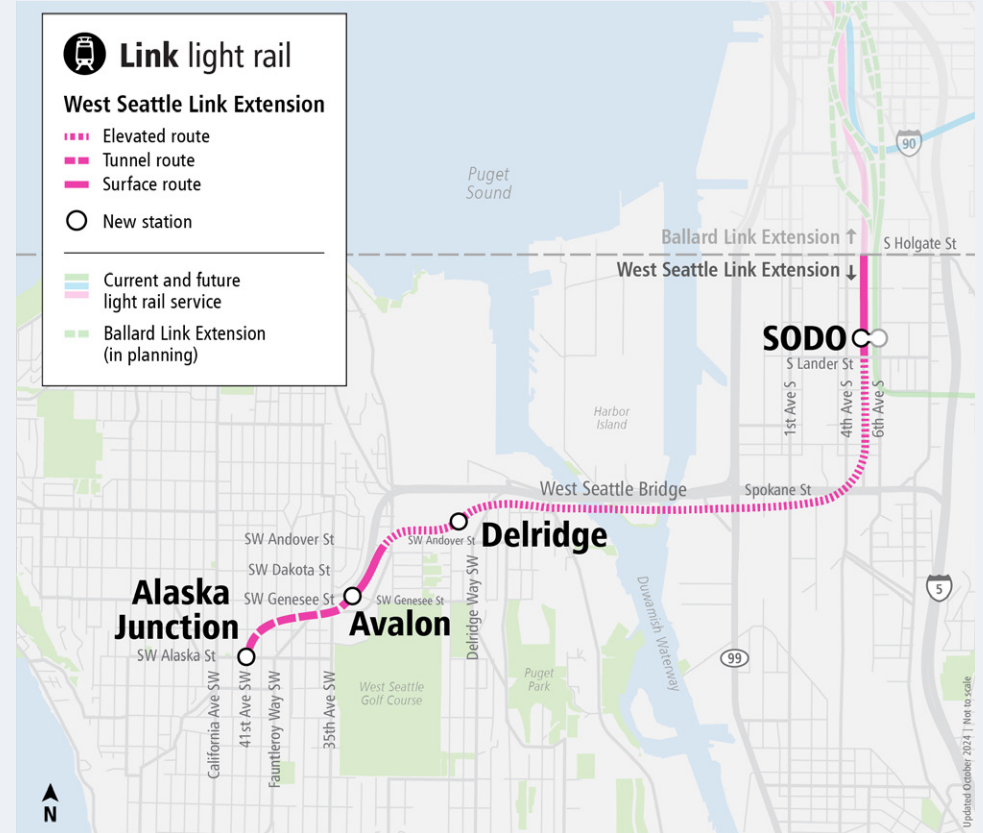 Link light rail
West Seattle Link Extension
Elevated route
Tunnel route
Surface route
New station
Current and future
light rail service
Ballard Link Extension
(in planning)
Puget
Sound
90
Ballard Link Extension ↑
S Holgate St
West Seattle Link Extension ↓
SODO
S Lander St
1st Ave S
4th Ave S
6th Ave S
Harbor
Island
West Seattle Bridge
Spokane St
SW Andover St
SW Andover St
Delridge
SW Dakota St
Alaska
Junction
SW Genesee St
SW Genesee St
Avalon
Delridge Way SW
Duwamish Waterway
5
SW Alaska St
99
California Ave SW
41st Ave SW
Fauntleroy Way SW
35th Ave SW
West Seattle
Golf Course
Puget
Park
N
Updated October 2024 | Not to scale